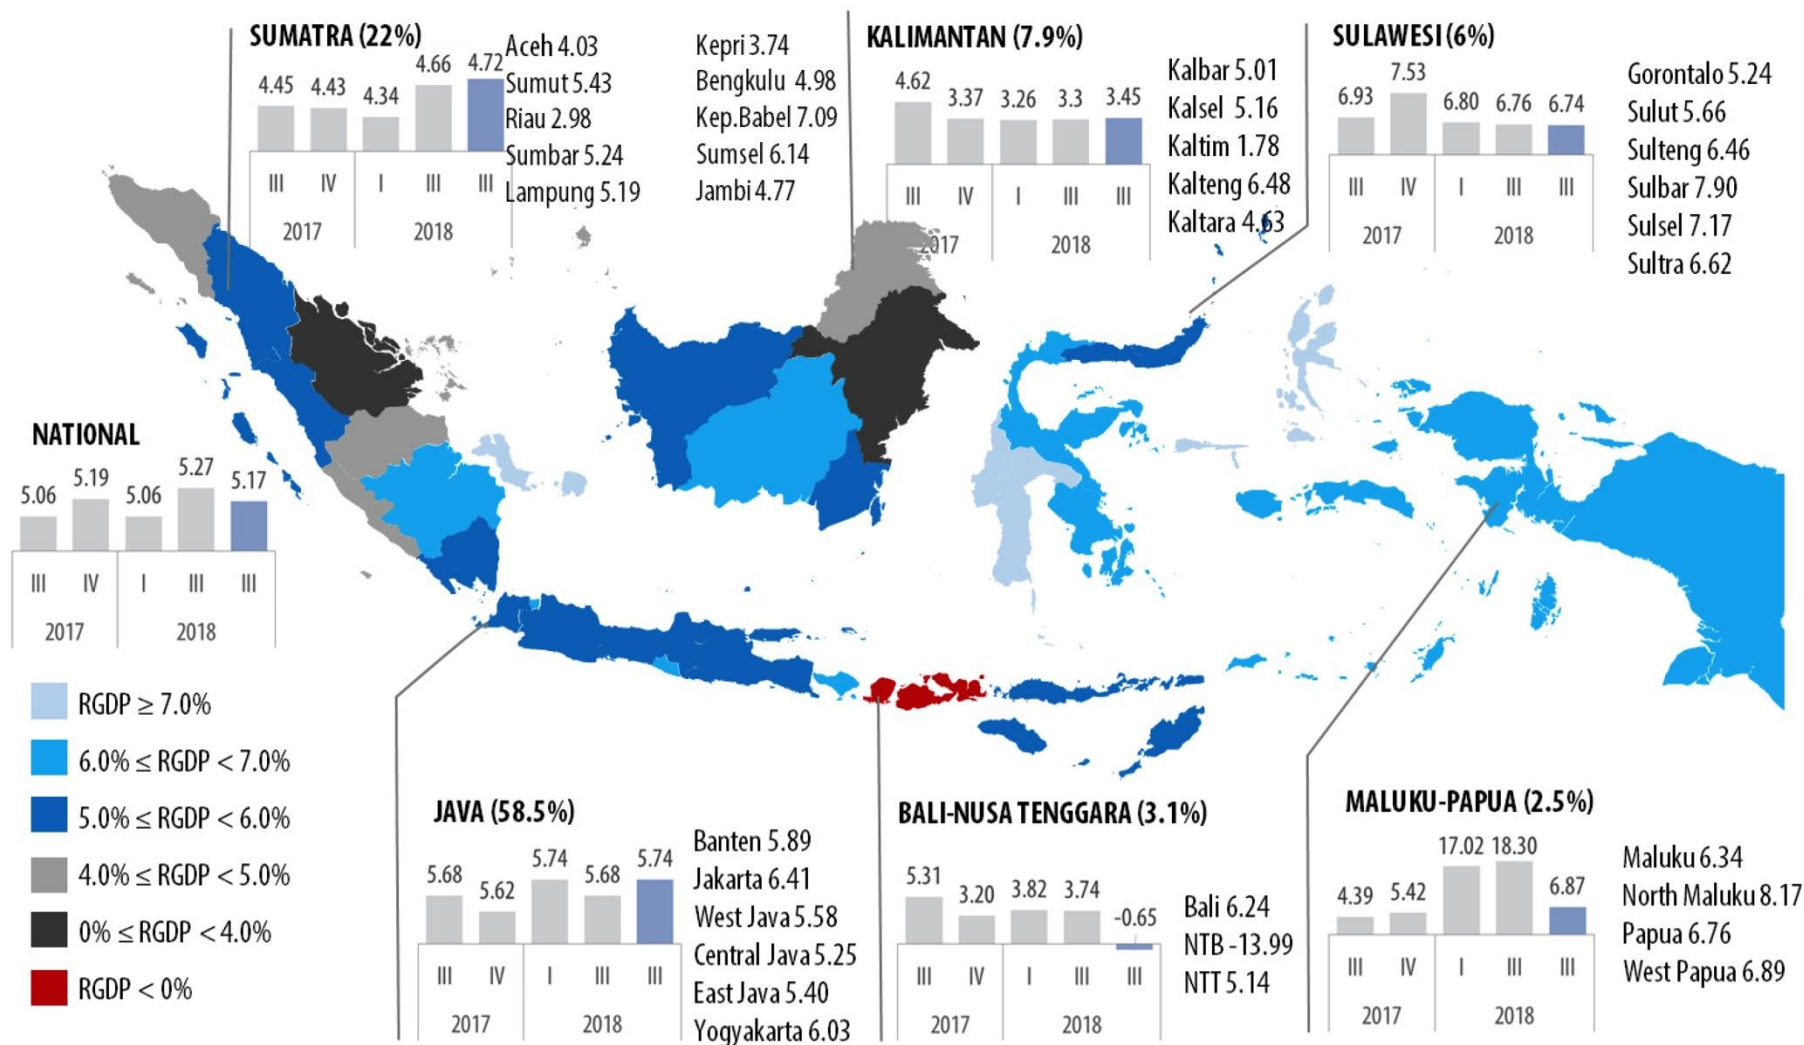 SUMATRA (22%)
4.45 4.43 4.34 4.66 4.72
III IV I III III
2017 2018
Aceh 4.03
Sumut 5.43
Riau 2.98
Sumbar 5.24
Lampung 5.19
Kepri 3.74
Bengkulu 4.98
Kep.Babel 7.09
Sumsel 6.14
Jambi 4.77
KALIMANTAN (7.9%)
4.62 3.37 3.26 3.3 3.45
III IV I III III
2017 2018
Kalbar 5.01
Kalsel 5.16
Kaltim 1.78
Kalteng 6.48
Kaltara 4.63
SULAWESI (6%)
6.93 7.53 6.80 6.76 6.74
III IV I III III
2017 2018
Gorontalo 5.24
Sulut 5.66
Sulteng 6.46
Sulbar 7.90
Sulsel 7.17
Sultra 6.62
NATIONAL
5.06 5.19 5.06 5.27 5.17
III IV I III III
2017 2018
RGDP ≥ 7.0%
6.0% ≤ RGDP < 7.0%
5.0% ≤ RGDP < 6.0%
4.0% ≤ RGDP < 5.0%
0% ≤ RGDP < 4.0%
RGDP < 0%
JAVA (58.5%)
5.68 5.62 5.74 5.68 5.74
III IV I III III
2017 2018
Banten 5.89
Jakarta 6.41
West Java 5.58
Central Java 5.25
East Java 5.40
Yogyakarta 6.03
BALI-NUSA TENGGARA (3.1%)
5.31 3.20 3.82 3.74 -0.65
III IV I III III
2017 2018
Bali 6.24
NTB -13.99
NTT 5.14
MALUKU-PAPUA (2.5%)
4.39 5.42 17.02 18.30 6.87
III IV I III III
2017 2018
Maluku 6.34
North Maluku 8.17
Papua 6.76
West Papua 6.89